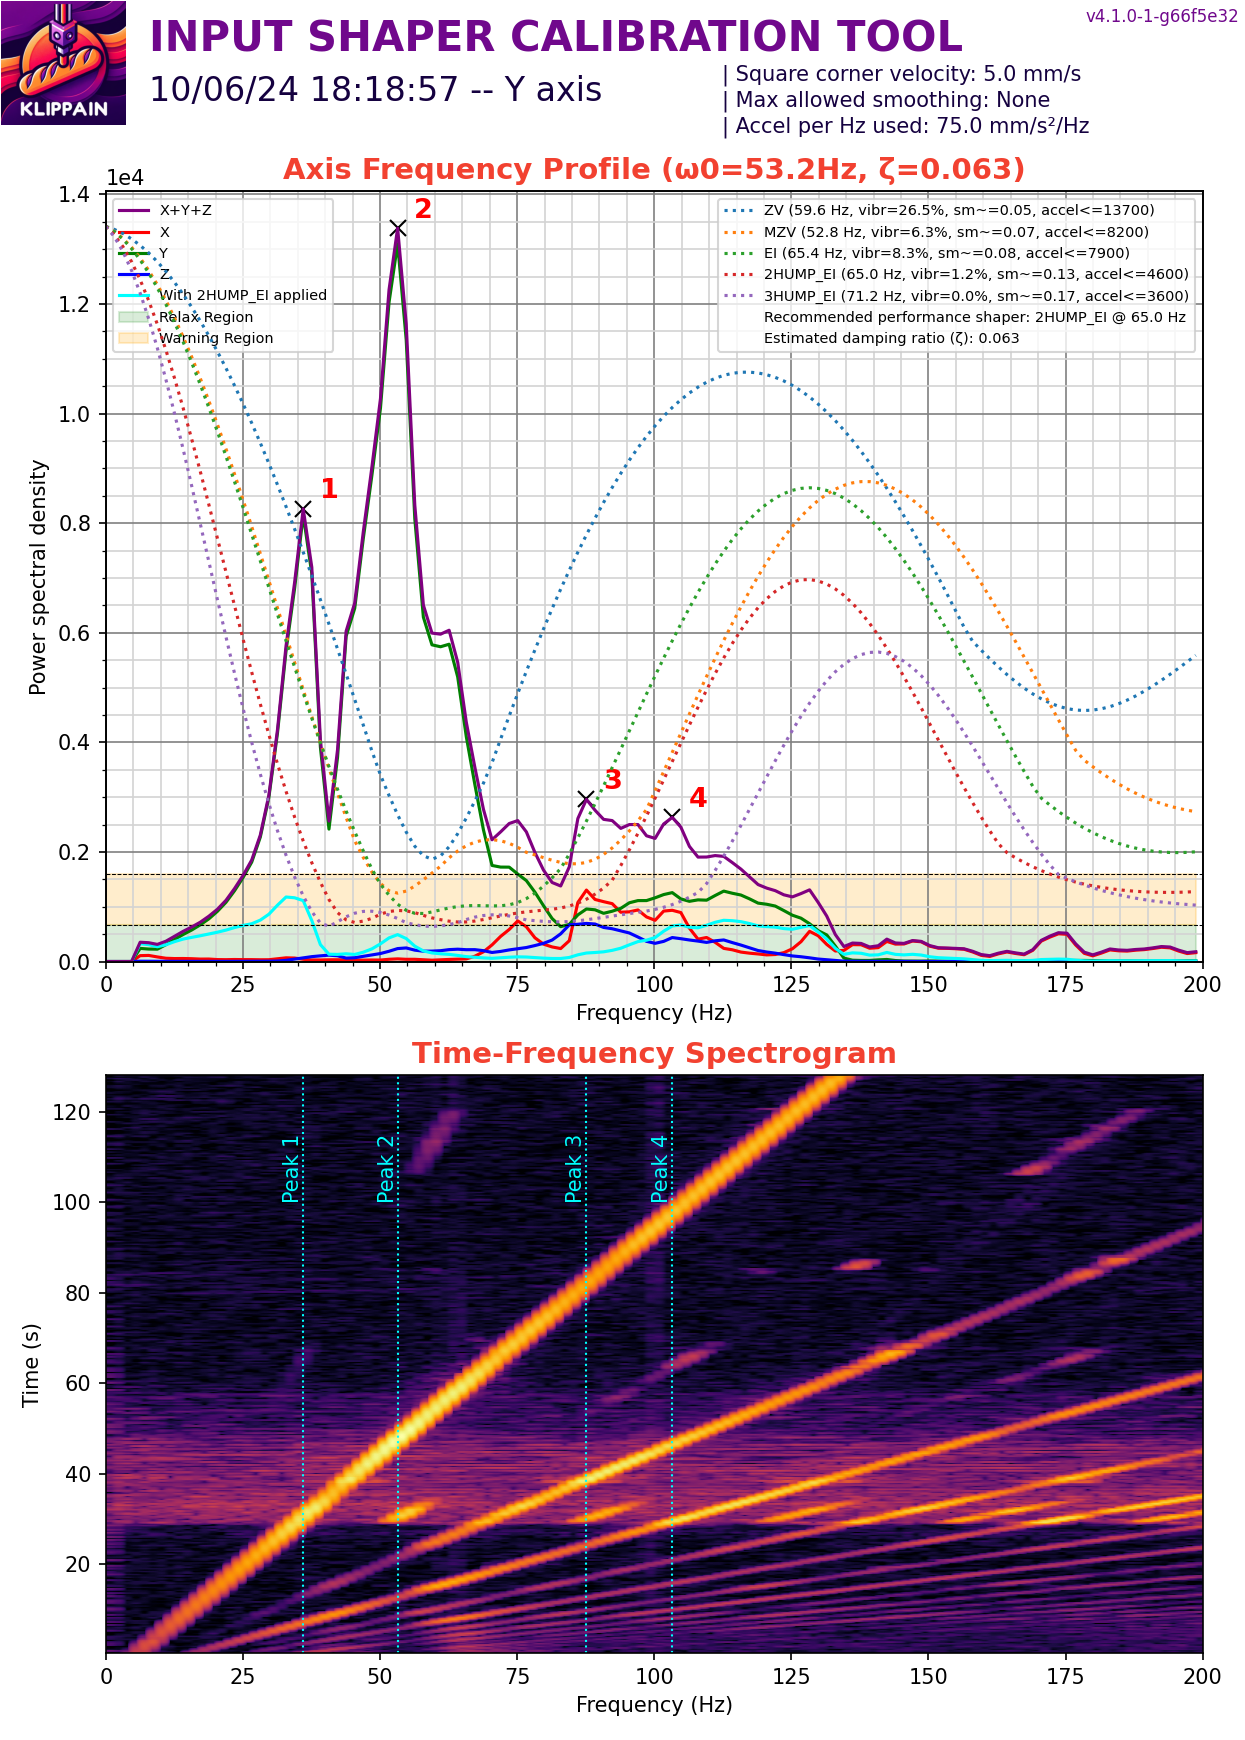 v4.1.0-1-g66f5e32
INPUT SHAPER CALIBRATION TOOL
10/06/24 18:18:57 -- Y axis
| Square corner velocity: 5.0 mm/s
| Max allowed smoothing: None
| Accel per Hz used: 75.0 mm/s²/Hz
KLIPPAIN
Axis Frequency Profile (ω0=53.2Hz, ζ=0.063)
1e4
X+Y+Z
X
Y
Z
With 2HUMP_EI applied
Relax Region
Warning Region
ZV (59.6 Hz, vibr=26.5%, sm~=0.05, accel<=13700)
MZV (52.8 Hz, vibr=6.3%, sm~=0.07, accel<=8200)
EI (65.4 Hz, vibr=8.3%, sm~=0.08, accel<=7900)
2HUMP_EI (65.0 Hz, vibr=1.2%, sm~=0.13, accel<=4600)
3HUMP_EI (71.2 Hz, vibr=0.0%, sm~=0.17, accel<=3600)
Recommended performance shaper: 2HUMP_EI @ 65.0 Hz
Estimated damping ratio (ζ): 0.063
1
2
3
4
Power spectral density
1.4
1.2
1.0
0.8
0.6
0.4
0.2
0.0
0 25 50 75 100 125 150 175 200
Frequency (Hz)
Time-Frequency Spectrogram
Peak 1
Peak 2
Peak 3
Peak 4
Time (s)
120
100
80
60
40
20
0 25 50 75 100 125 150 175 200
Frequency (Hz)